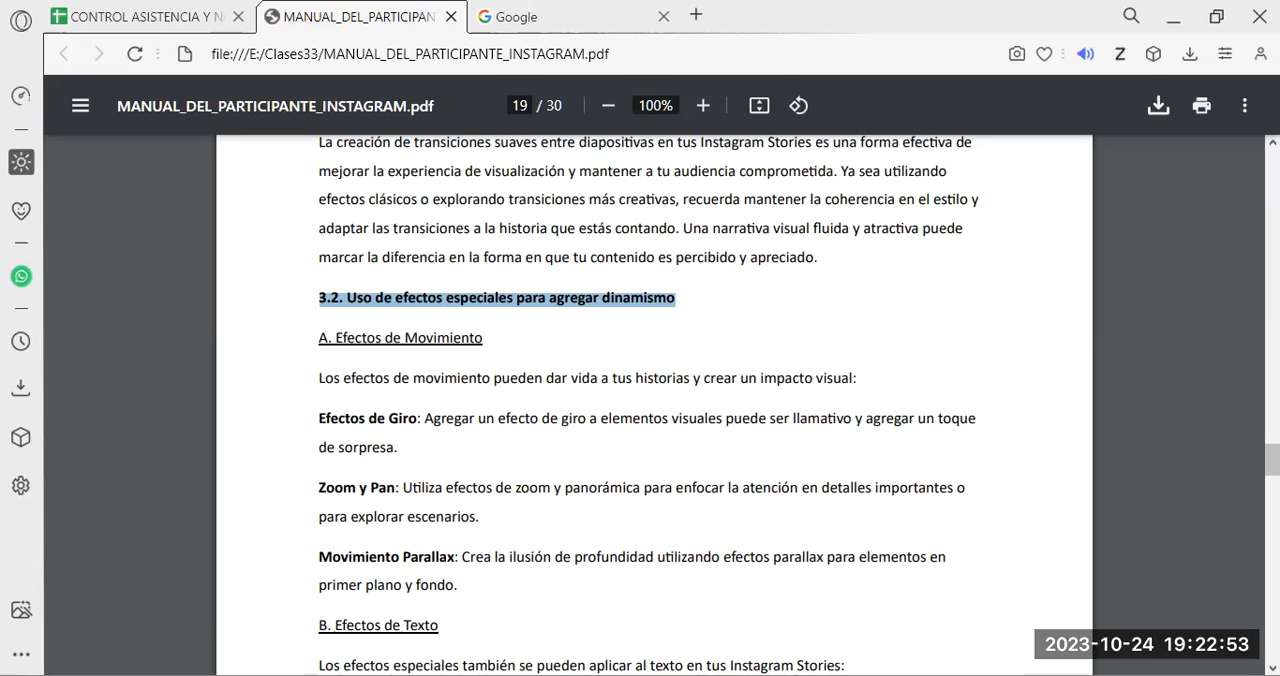 CONTROL ASISTENCIA Y N
MANUAL_DEL_PARTICIPAN
Google
file:///E:/Clases33/MANUAL_DEL_PARTICIPANTE_INSTAGRAM.pdf
MANUAL_DEL_PARTICIPANTE_INSTAGRAM.pdf
19 / 30
100%
La creación de transiciones suaves entre diapositivas en tus Instagram Stories es una forma efectiva de
mejorar la experiencia de visualización y mantener a tu audiencia comprometida. Ya sea utilizando
efectos clásicos o explorando transiciones más creativas, recuerda mantener la coherencia en el estilo y
adaptar las transiciones a la historia que estás contando. Una narrativa visual fluida y atractiva puede
marcar la diferencia en la forma en que tu contenido es percibido y apreciado.
3.2. Uso de efectos especiales para agregar dinamismo
A. Efectos de Movimiento
Los efectos de movimiento pueden dar vida a tus historias y crear un impacto visual:
Efectos de Giro: Agregar un efecto de giro a elementos visuales puede ser llamativo y agregar un toque
de sorpresa.
Zoom y Pan: Utiliza efectos de zoom y panorámica para enfocar la atención en detalles importantes o
para explorar escenarios.
Movimiento Parallax: Crea la ilusión de profundidad utilizando efectos parallax para elementos en
primer plano y fondo.
B. Efectos de Texto
Los efectos especiales también se pueden aplicar al texto en tus Instagram Stories:
2023-10-24 19:22:53